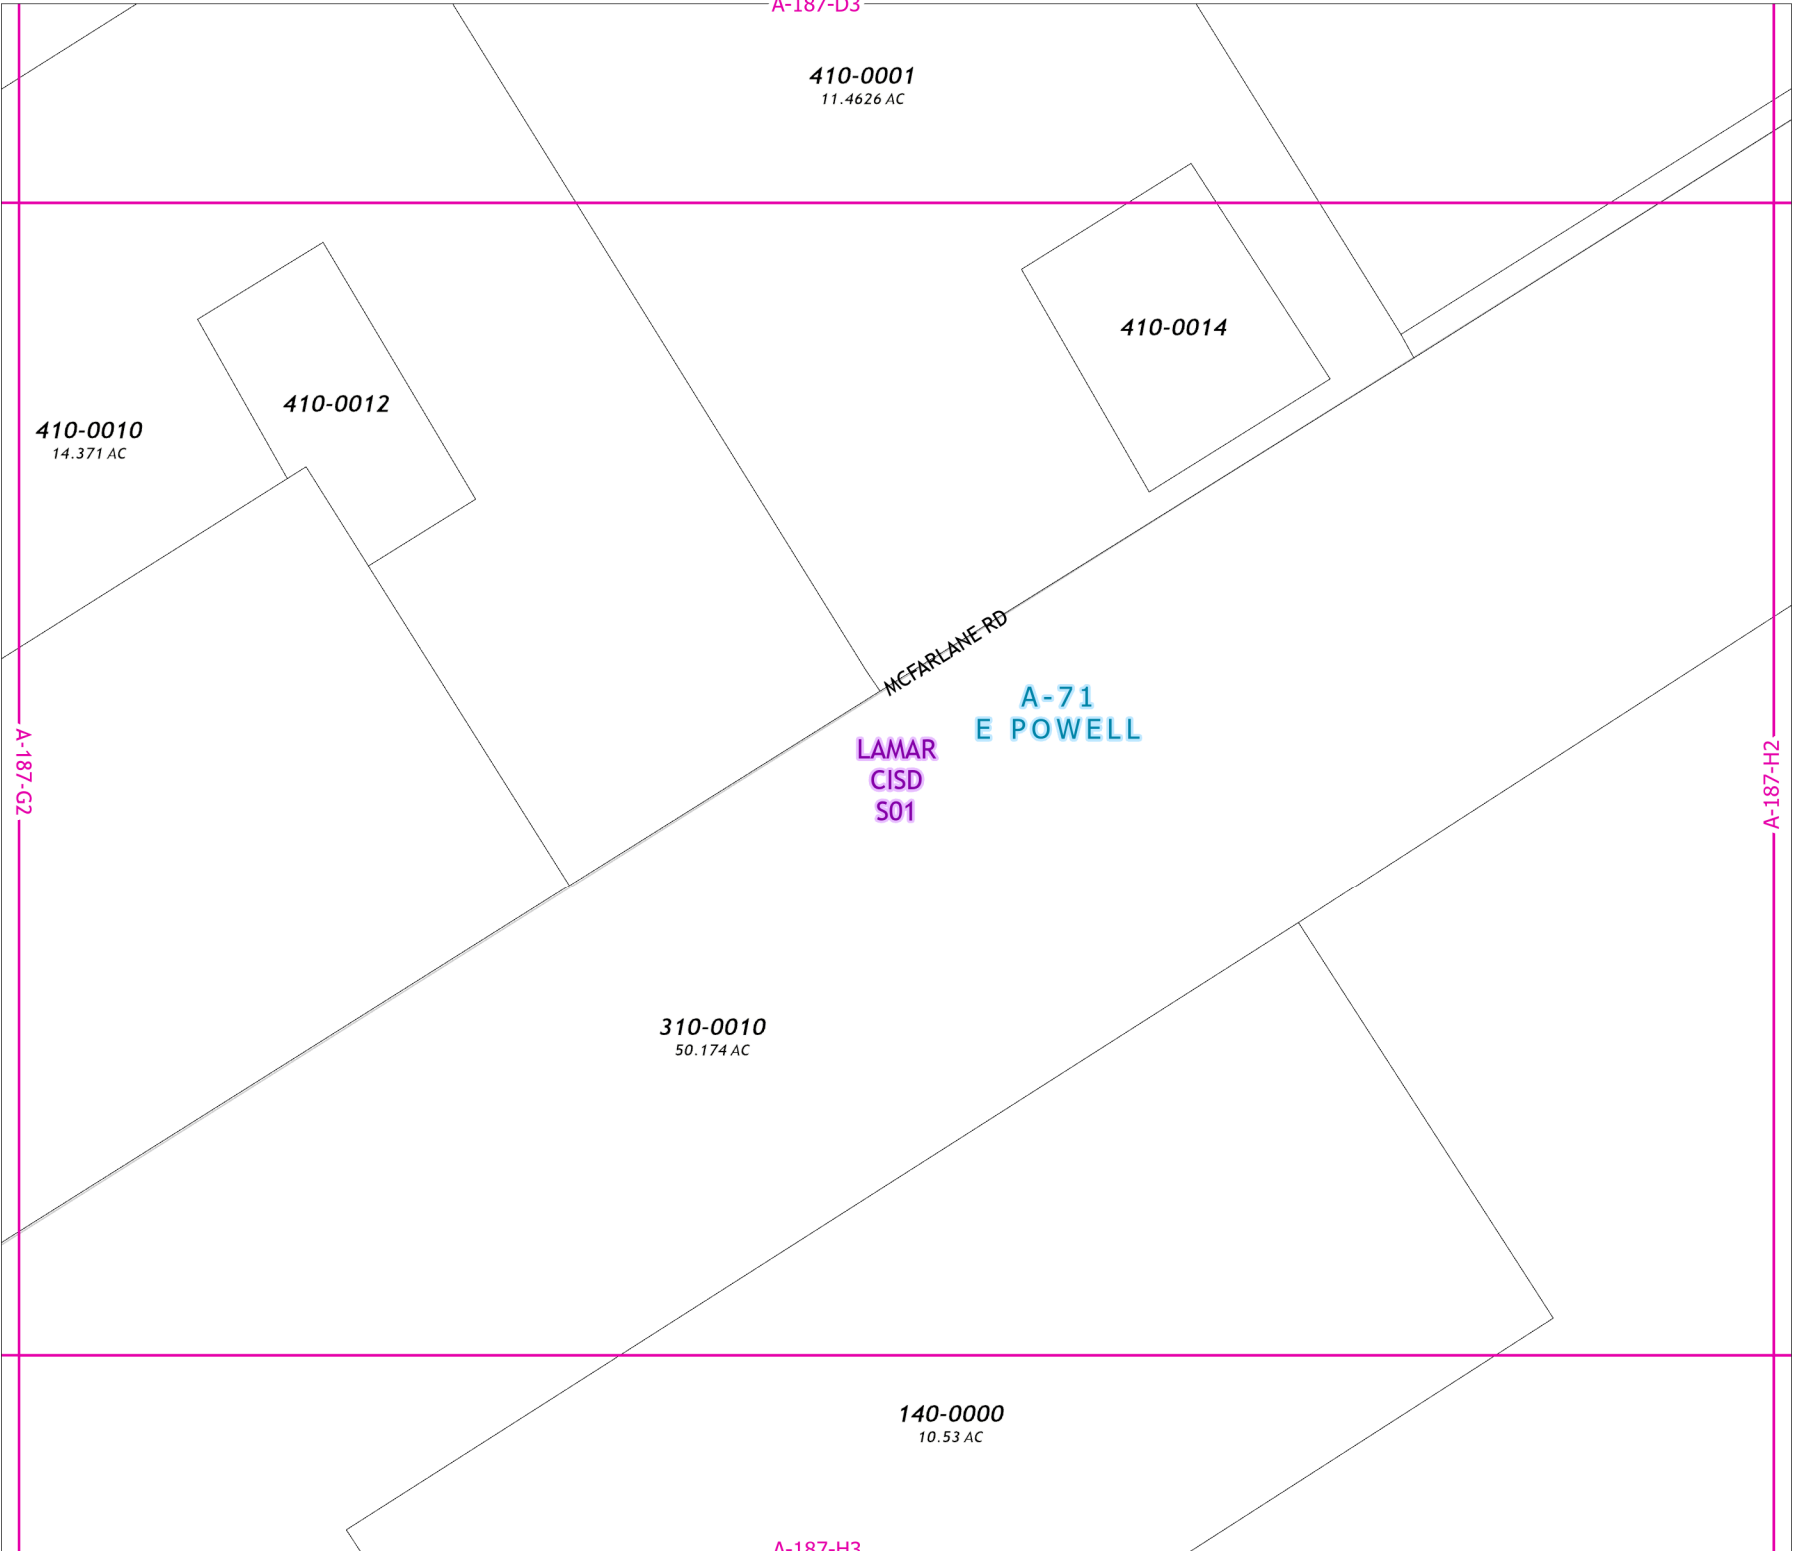 A-187-D3
410-0001
11.4626 AC
410-0014
410-0012
410-0010
14.371 AC
MCFARLANE RD
A-71
E POWELL
LAMAR
CISD
S01
A-187-G2
A-187-H2
310-0010
50.174 AC
140-0000
10.53 AC
A-187-H3